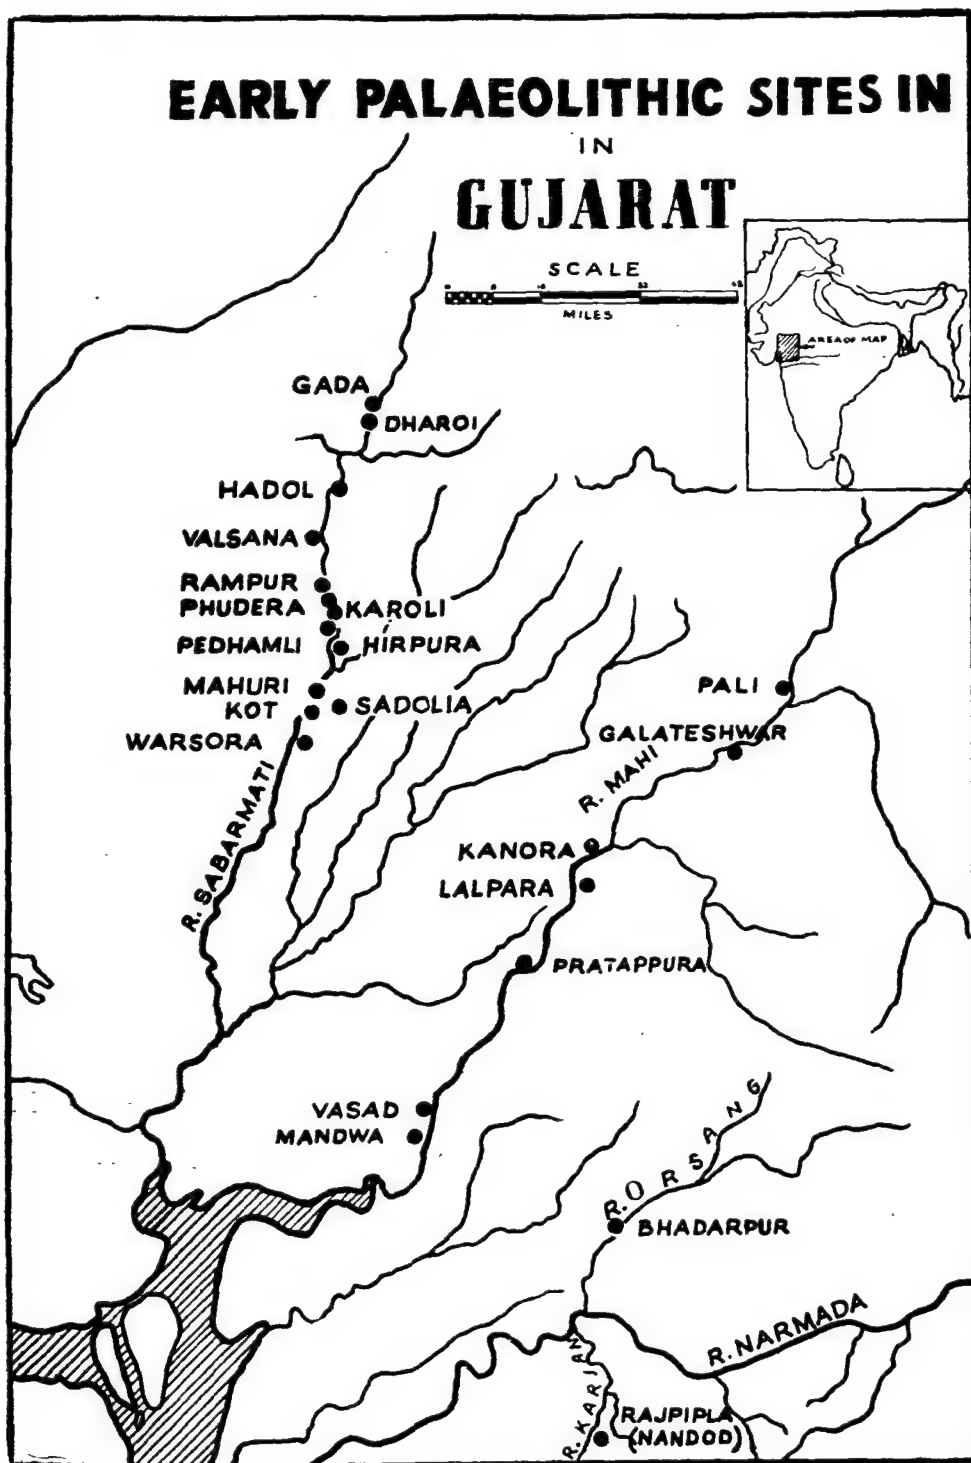 EARLY PALAEOLITHIC SITES IN
IN
GUJARAT
SCALE
MILES
AREA OF MAP
GADA
DHAROI
HADOL
VALSANA
RAMPUR
PHUDERA
KAROLI
PEDHAMLI
HIRPURA
MAHURI
KOT
SADOLIA
WARSORA
PALI
GALATESHWAR
R. MAHI
R. SABARMATI
KANORA
LALPARA
PRATAPPURA
VASAD
MANDWA
R. ORSANG
BHADARPUR
R. NARMADA
R. KARJAN
RAJPIPLA
(NANDOD)